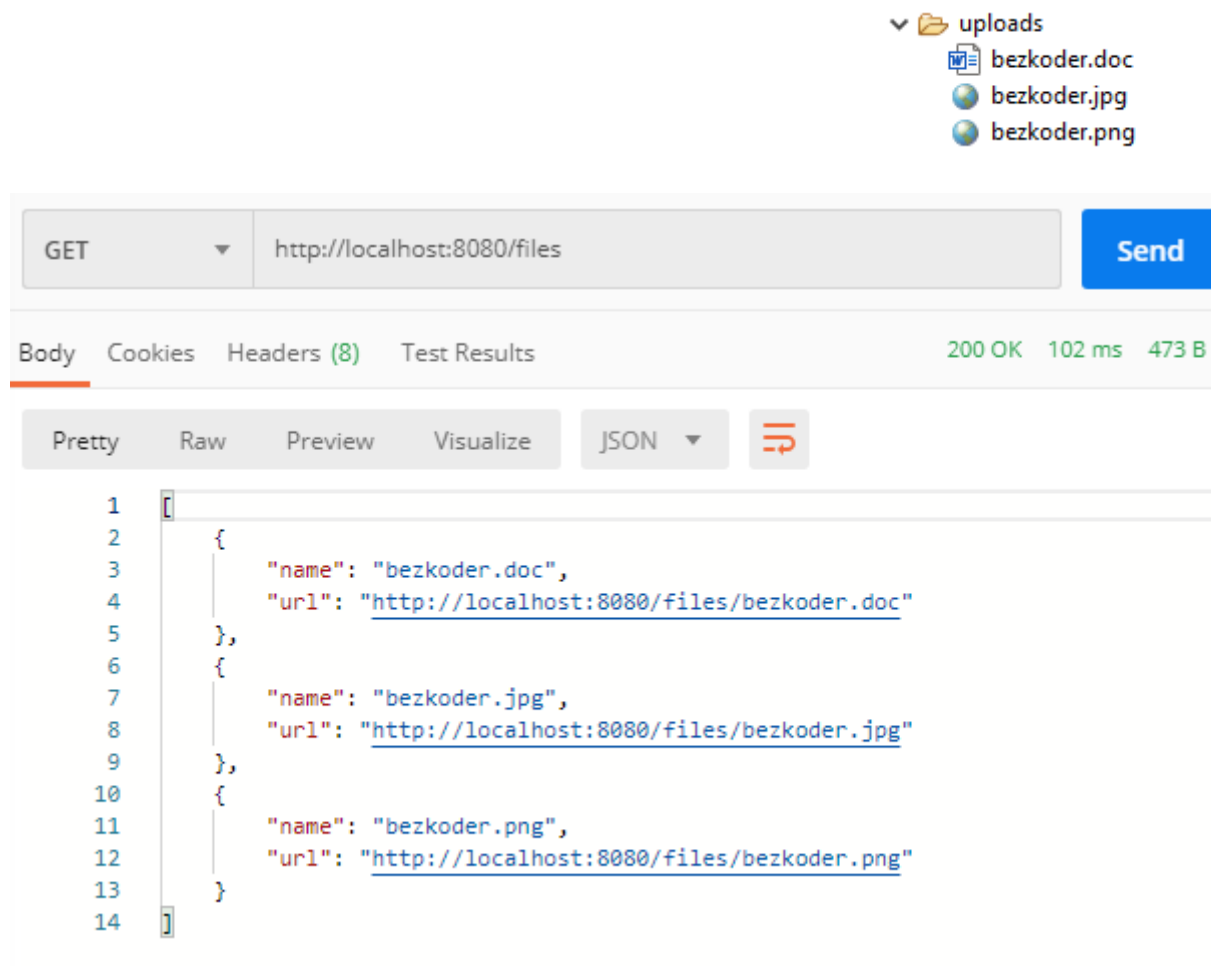 uploads
bezkoder.doc
bezkoder.jpg
bezkoder.png
GET http://localhost:8080/files Send
Body Cookies Headers (8) Test Results 200 OK 102 ms 473 B
Pretty Raw Preview Visualize JSON
1 [
2 {
3 "name": "bezkoder.doc",
4 "url": "http://localhost:8080/files/bezkoder.doc"
5 },
6 {
7 "name": "bezkoder.jpg",
8 "url": "http://localhost:8080/files/bezkoder.jpg"
9 },
10 {
11 "name": "bezkoder.png",
12 "url": "http://localhost:8080/files/bezkoder.png"
13 }
14 ]